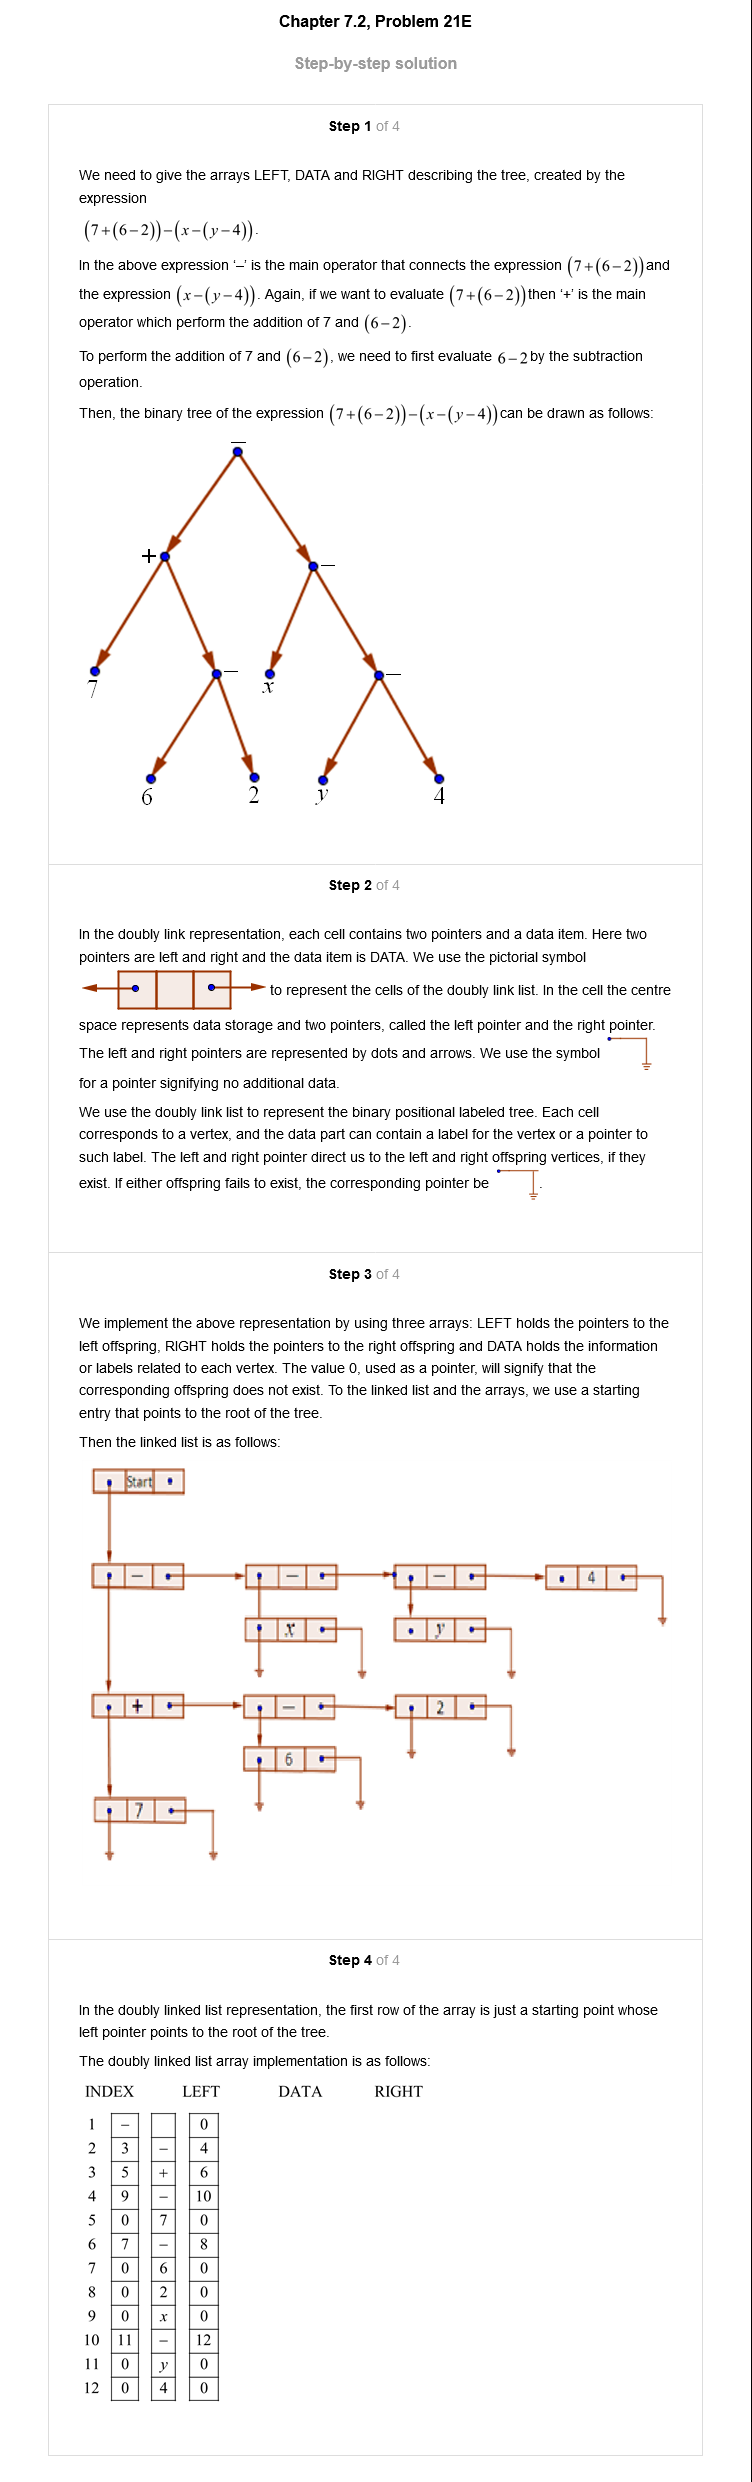 Chapter 7.2, Problem 21E
Step-by-step solution
Step 1 of 4
We need to give the arrays LEFT, DATA and RIGHT describing the tree, created by the
expression
(7+(6−2))−(x−(y−4)).
In the above expression ‘–’ is the main operator that connects the expression (7+(6−2)) and
the expression (x−(y−4)). Again, if we want to evaluate (7+(6−2)) then ‘+’ is the main
operator which perform the addition of 7 and (6−2).
To perform the addition of 7 and (6−2), we need to first evaluate 6−2 by the subtraction
operation.
Then, the binary tree of the expression (7+(6−2))−(x−(y−4)) can be drawn as follows:
−
+ −
7 − x −
6 2 y 4
Step 2 of 4
In the doubly link representation, each cell contains two pointers and a data item. Here two
pointers are left and right and the data item is DATA. We use the pictorial symbol
to represent the cells of the doubly link list. In the cell the centre
space represents data storage and two pointers, called the left pointer and the right pointer.
The left and right pointers are represented by dots and arrows. We use the symbol
for a pointer signifying no additional data.
We use the doubly link list to represent the binary positional labeled tree. Each cell
corresponds to a vertex, and the data part can contain a label for the vertex or a pointer to
such label. The left and right pointer direct us to the left and right offspring vertices, if they
exist. If either offspring fails to exist, the corresponding pointer be .
Step 3 of 4
We implement the above representation by using three arrays: LEFT holds the pointers to the
left offspring, RIGHT holds the pointers to the right offspring and DATA holds the information
or labels related to each vertex. The value 0, used as a pointer, will signify that the
corresponding offspring does not exist. To the linked list and the arrays, we use a starting
entry that points to the root of the tree.
Then the linked list is as follows:
Start
− − − 4
x y
+ − 2
6
7
Step 4 of 4
In the doubly linked list representation, the first row of the array is just a starting point whose
left pointer points to the root of the tree.
The doubly linked list array implementation is as follows:
INDEX LEFT DATA RIGHT
1 − 0
2 3 − 4
3 5 + 6
4 9 − 10
5 0 7 0
6 7 − 8
7 0 6 0
8 0 2 0
9 0 x 0
10 11 − 12
11 0 y 0
12 0 4 0